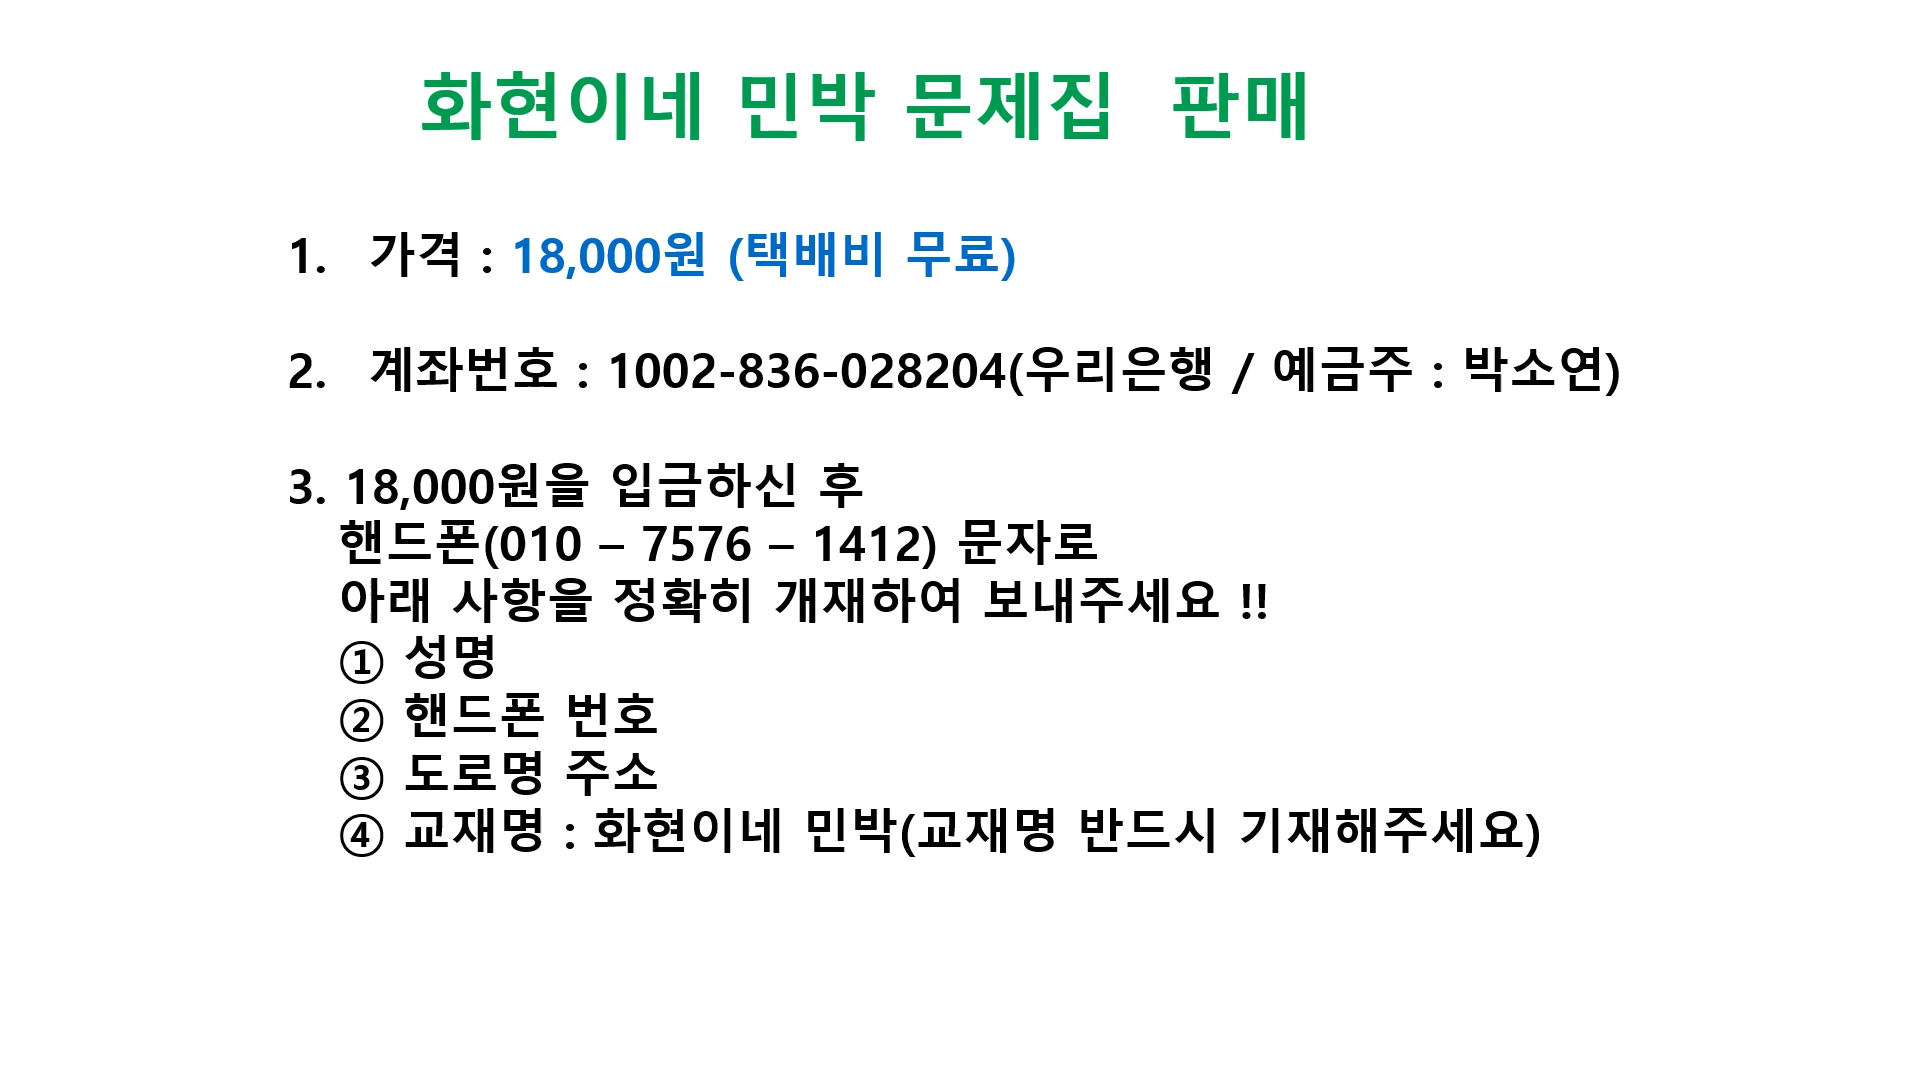 화현이네 민박 문제집 판매
1. 가격 : 18,000원 (택배비 무료)
2. 계좌번호 : 1002-836-028204(우리은행 / 예금주 : 박소연)
3. 18,000원을 입금하신 후
핸드폰(010 – 7576 – 1412) 문자로
아래 사항을 정확히 개재하여 보내주세요 !!
① 성명
② 핸드폰 번호
③ 도로명 주소
④ 교재명 : 화현이네 민박(교재명 반드시 기재해주세요)